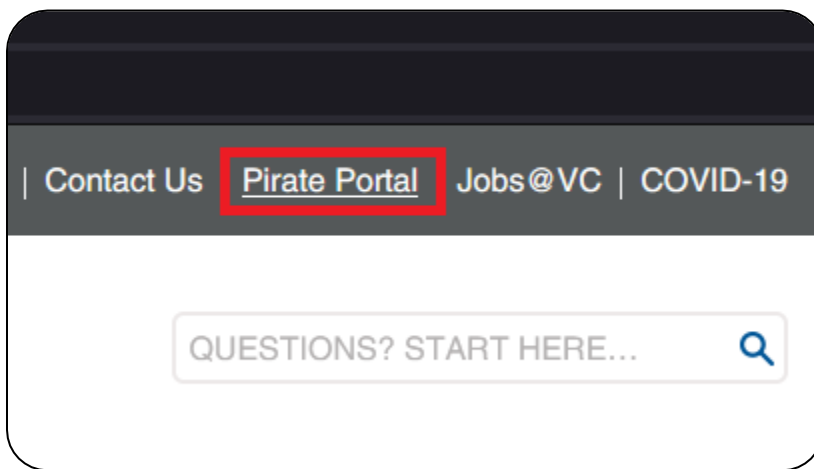 | Contact Us Pirate Portal Jobs@VC | COVID-19
QUESTIONS? START HERE...